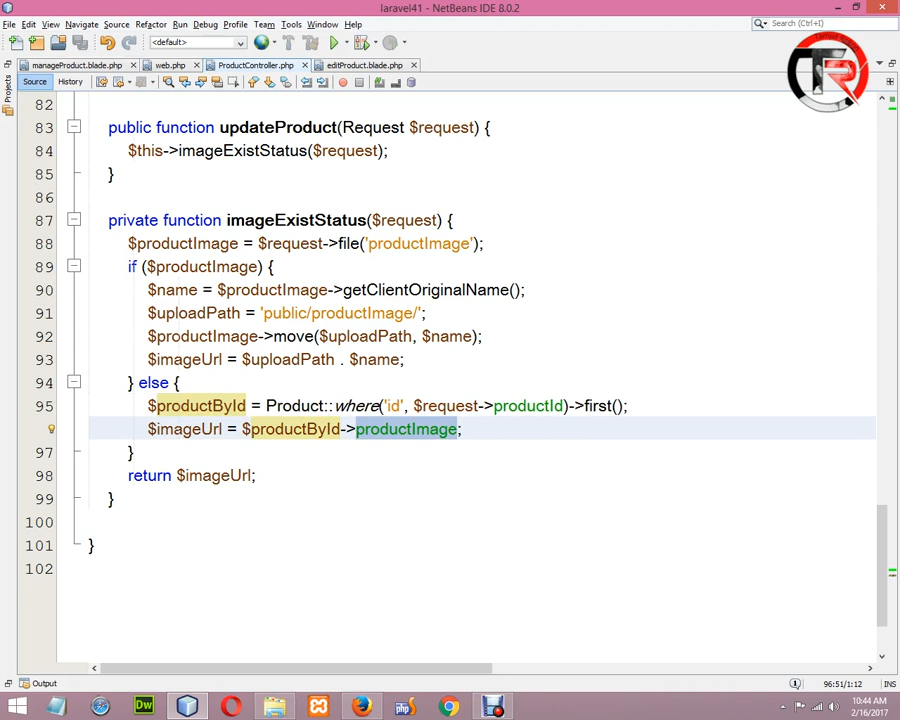 laravel41 - NetBeans IDE 8.0.2
File Edit View Navigate Source Refactor Run Debug Profile Team Tools Window Help
Search (Ctrl+I)
<default>
manageProduct.blade.php web.php ProductController.php editProduct.blade.php
Source History
Projects
82
83 public function updateProduct(Request $request) {
84 $this->imageExistStatus($request);
85 }
86
87 private function imageExistStatus($request) {
88 $productImage = $request->file('productImage');
89 if ($productImage) {
90 $name = $productImage->getClientOriginalName();
91 $uploadPath = 'public/productImage/';
92 $productImage->move($uploadPath, $name);
93 $imageUrl = $uploadPath . $name;
94 } else {
95 $productById = Product::where('id', $request->productId)->first();
$imageUrl = $productById->productImage;
97 }
98 return $imageUrl;
99 }
100
101 }
102
Output
96:51/1:12 INS
TR
Dw
php
10:44 AM
2/16/2017